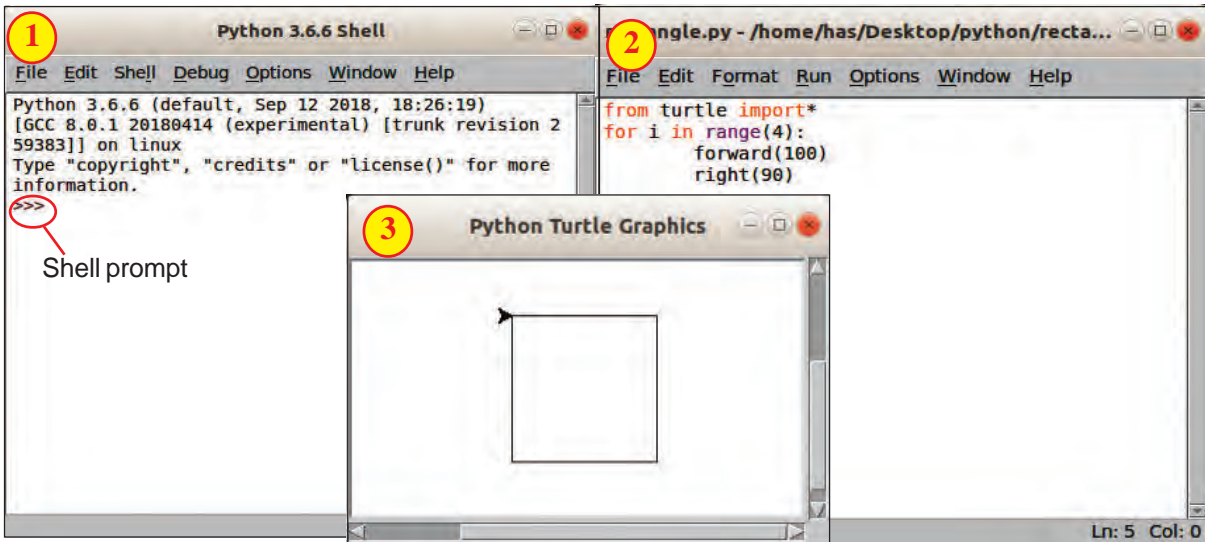 1
Python 3.6.6 Shell
File Edit Shell Debug Options Window Help
Python 3.6.6 (default, Sep 12 2018, 18:26:19)
[GCC 8.0.1 20180414 (experimental) [trunk revision 2
59383]] on linux
Type "copyright", "credits" or "license()" for more
information.
>>>
Shell prompt
2
ngle.py - /home/has/Desktop/python/recta...
File Edit Format Run Options Window Help
from turtle import*
for i in range(4):
forward(100)
right(90)
Ln: 5 Col: 0
3
Python Turtle Graphics